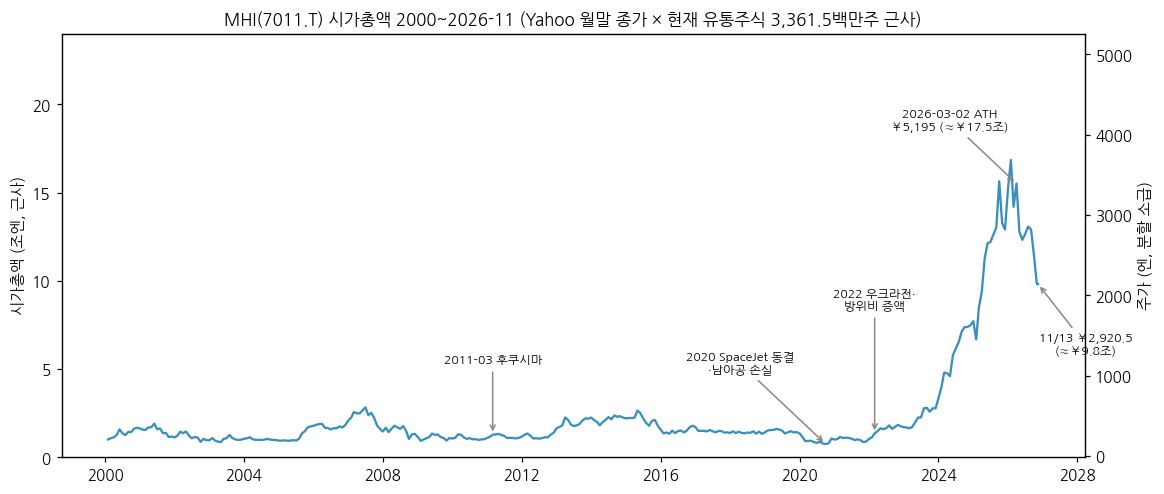 MHI(7011.T) 시가총액 2000~2026-11 (Yahoo 월말 종가 × 현재 유통주식 3,361.5백만주 근사)
시가총액 (조엔, 근사)
20
15
10
5
0
2026-03-02 ATH
¥5,195 (≈¥17.5조)
2022 우크라전·
방위비 증액
2011-03 후쿠시마
2020 SpaceJet 동결
·남아공 손실
11/13 ¥2,920.5
(≈¥9.8조)
5000
4000
3000
2000
1000
0
주가 (엔, 분할 소급)
2000
2004
2008
2012
2016
2020
2024
2028